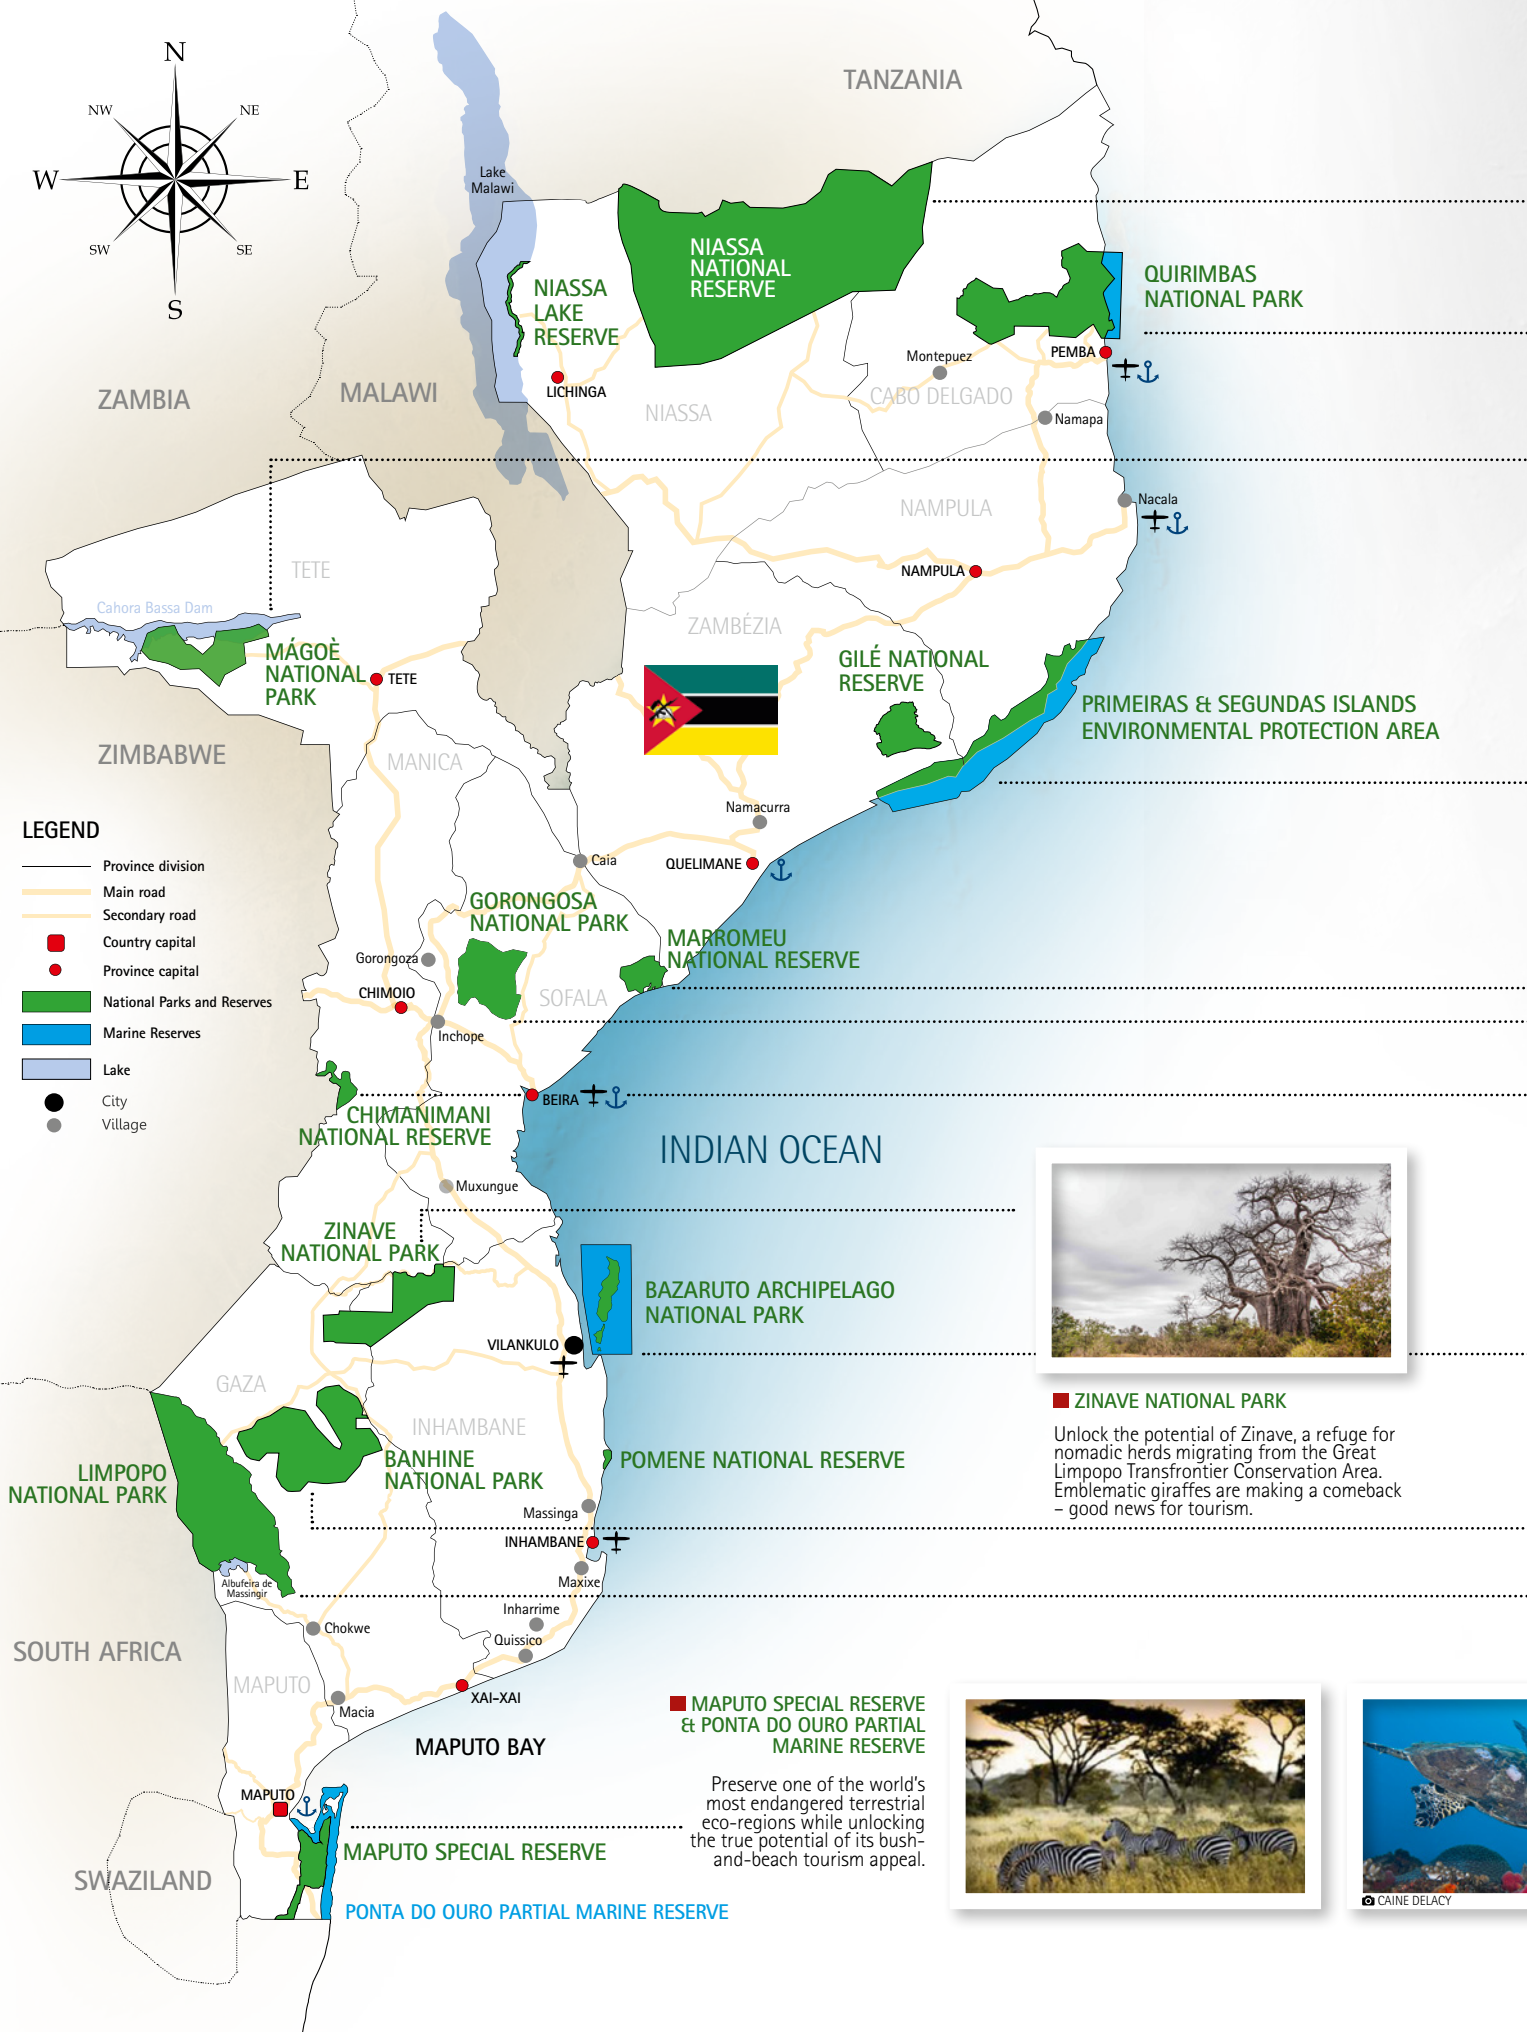 N
NW
NE
W
E
SW
SE
S
TANZANIA
Lake
Malawi
NIASSA
NATIONAL
RESERVE
NIASSA
LAKE
RESERVE
QUIRIMBAS
NATIONAL PARK
PEMBA
Montepuez
LICHINGA
CABO DELGADO
NIASSA
Namapa
ZAMBIA
MALAWI
Nacala
NAMPULA
NAMPULA
TETE
Cahora Bassa Dam
MÁGOÈ
NATIONAL
PARK
TETE
ZAMBÉZIA
GILÉ NATIONAL
RESERVE
PRIMEIRAS & SEGUNDAS ISLANDS
ENVIRONMENTAL PROTECTION AREA
ZIMBABWE
MANICA
Namacurra
Caia
QUELIMANE
LEGEND
Province division
Main road
Secondary road
Country capital
Province capital
National Parks and Reserves
Marine Reserves
Lake
City
Village
GORONGOSA
NATIONAL PARK
MARROMEU
NATIONAL RESERVE
Gorongoza
CHIMOIO
SOFALA
Inchope
BEIRA
CHIMANIMANI
NATIONAL RESERVE
INDIAN OCEAN
Muxungue
ZINAVE
NATIONAL PARK
BAZARUTO ARCHIPELAGO
NATIONAL PARK
VILANKULO
GAZA
INHAMBANE
BANHINE
NATIONAL PARK
POMENE NATIONAL RESERVE
LIMPOPO
NATIONAL PARK
Massinga
INHAMBANE
Maxixe
Albufeira de
Massingir
Inharrime
Chokwe
Quissico
ZINAVE NATIONAL PARK
Unlock the potential of Zinave, a refuge for
nomadic herds migrating from the Great
Limpopo Transfrontier Conservation Area.
Emblematic giraffes are making a comeback
– good news for tourism.
SOUTH AFRICA
MAPUTO
XAI-XAI
Macia
MAPUTO BAY
MAPUTO
MAPUTO SPECIAL RESERVE
& PONTA DO OURO PARTIAL
MARINE RESERVE
Preserve one of the world's
most endangered terrestrial
eco-regions while unlocking
the true potential of its bush-
and-beach tourism appeal.
MAPUTO SPECIAL RESERVE
SWAZILAND
PONTA DO OURO PARTIAL MARINE RESERVE
CAINE DELACY